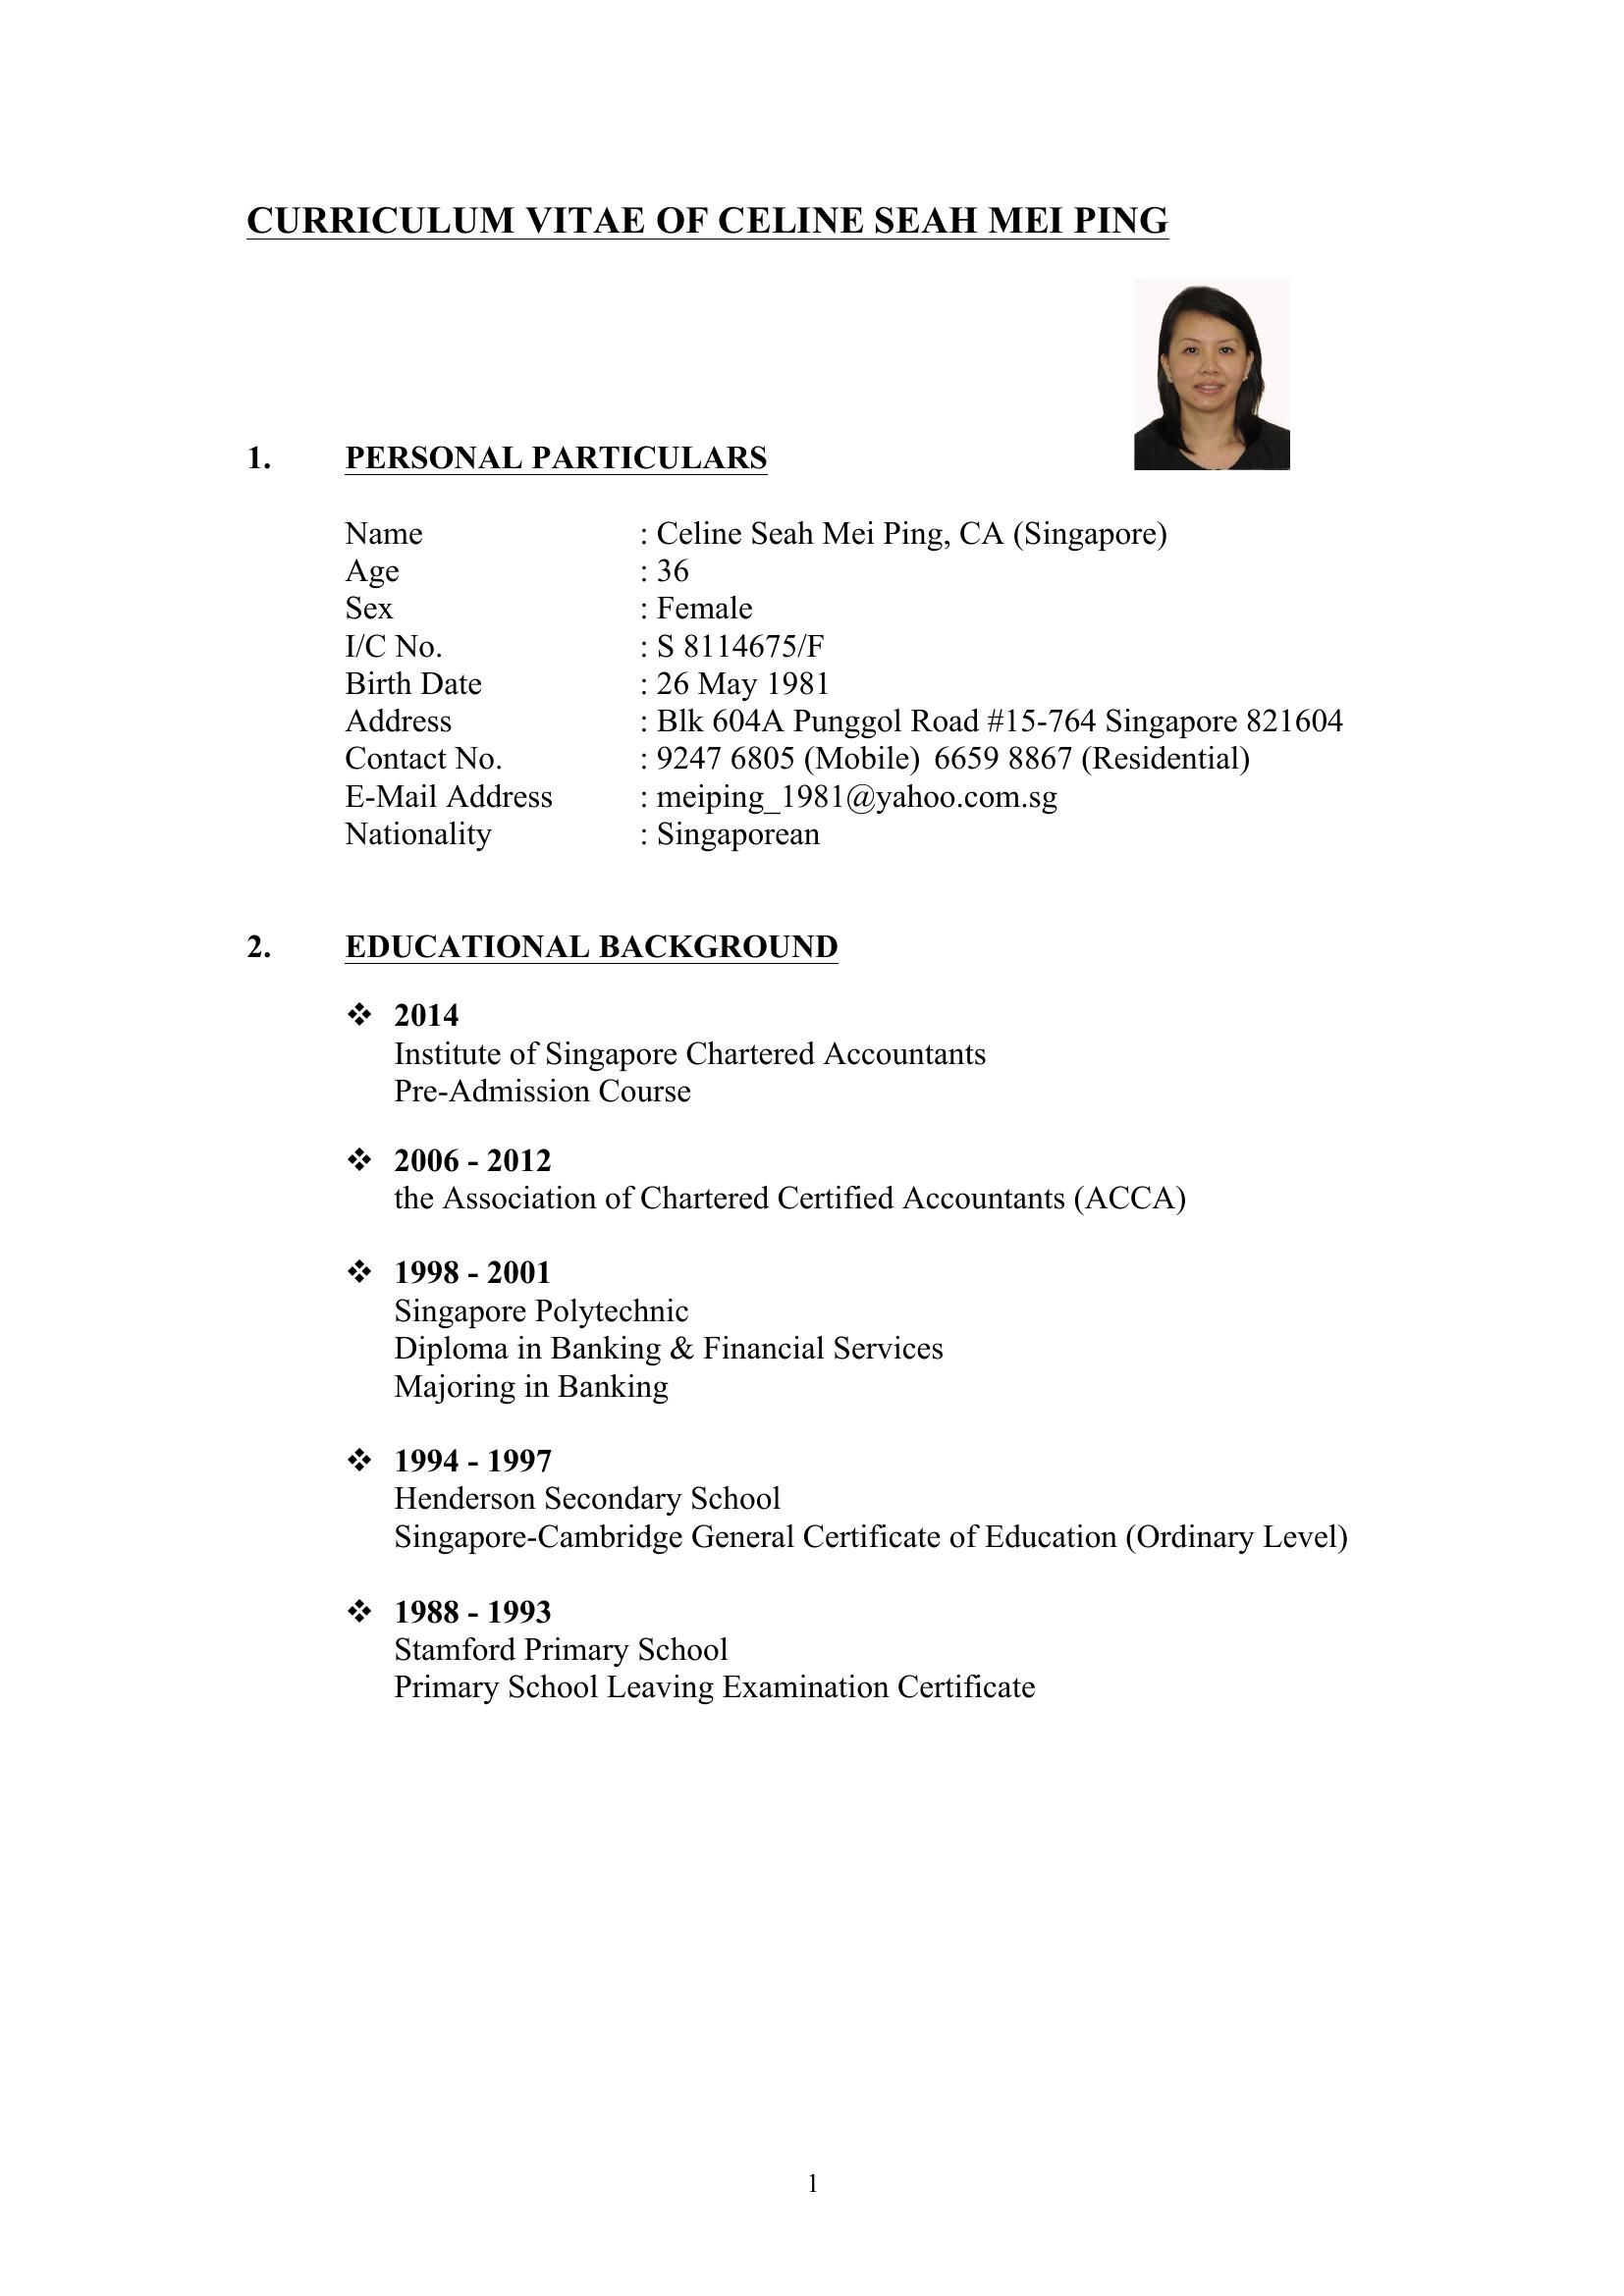 CURRICULUM VITAE OF CELINE SEAH MEI PING
1. PERSONAL PARTICULARS
Name : Celine Seah Mei Ping, CA (Singapore)
Age : 36
Sex : Female
I/C No. : S 8114675/F
Birth Date : 26 May 1981
Address : Blk 604A Punggol Road #15-764 Singapore 821604
Contact No. : 9247 6805 (Mobile) 6659 8867 (Residential)
E-Mail Address : meiping_1981@yahoo.com.sg
Nationality : Singaporean
2. EDUCATIONAL BACKGROUND
❖ 2014
Institute of Singapore Chartered Accountants
Pre-Admission Course
❖ 2006 - 2012
the Association of Chartered Certified Accountants (ACCA)
❖ 1998 - 2001
Singapore Polytechnic
Diploma in Banking & Financial Services
Majoring in Banking
❖ 1994 - 1997
Henderson Secondary School
Singapore-Cambridge General Certificate of Education (Ordinary Level)
❖ 1988 - 1993
Stamford Primary School
Primary School Leaving Examination Certificate
1